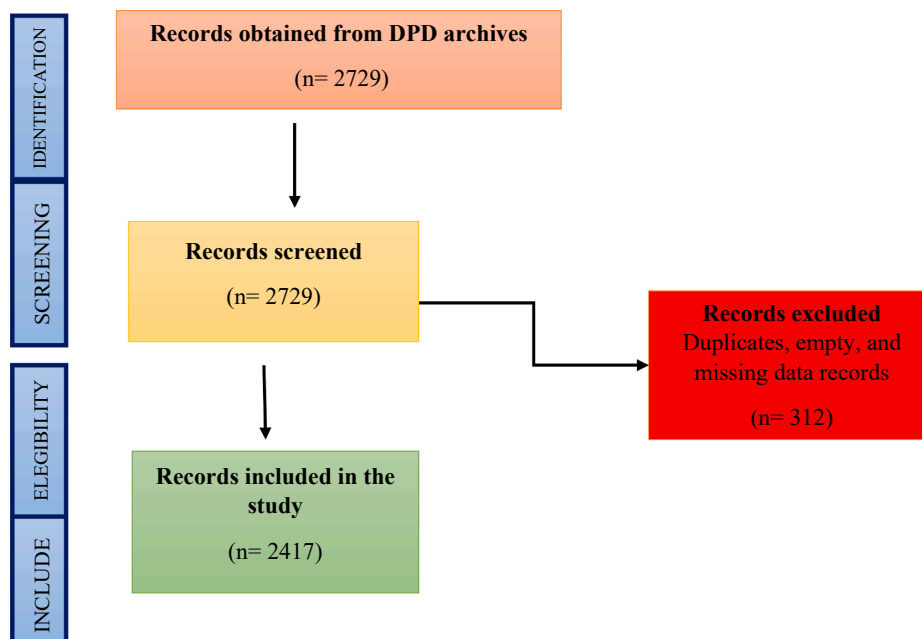 IDENTIFICATION
Records obtained from DPD archives
(n= 2729)
SCREENING
Records screened
(n= 2729)
Records excluded
Duplicates, empty, and
missing data records
(n= 312)
ELEGIBILITY
Records included in the
study
(n= 2417)
INCLUDE